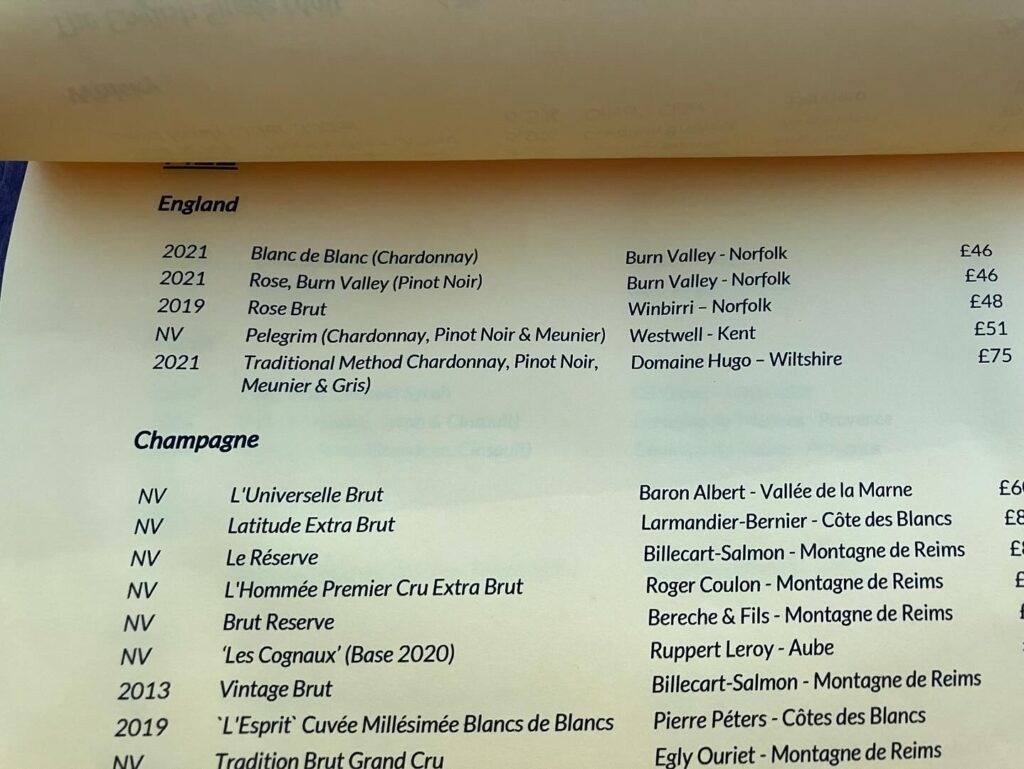 England
2021 Blanc de Blanc (Chardonnay) Burn Valley - Norfolk £46
2021 Rose, Burn Valley (Pinot Noir) Burn Valley - Norfolk £46
2019 Rose Brut Winbirri – Norfolk £48
NV Pelegrim (Chardonnay, Pinot Noir & Meunier) Westwell - Kent £51
2021 Traditional Method Chardonnay, Pinot Noir, Domaine Hugo – Wiltshire £75
Meunier & Gris)
Champagne
NV L'Universelle Brut Baron Albert - Vallée de la Marne
NV Latitude Extra Brut Larmandier-Bernier - Côte des Blancs
NV Le Réserve Billecart-Salmon - Montagne de Reims
NV L'Hommée Premier Cru Extra Brut Roger Coulon - Montagne de Reims
NV Brut Reserve Bereche & Fils - Montagne de Reims
NV 'Les Cognaux' (Base 2020) Ruppert Leroy - Aube
2013 Vintage Brut Billecart-Salmon - Montagne de Reims
2019 `L'Esprit` Cuvée Millésimée Blancs de Blancs Pierre Péters - Côtes des Blancs
NV Tradition Brut Grand Cru Egly Ouriet - Montagne de Reims